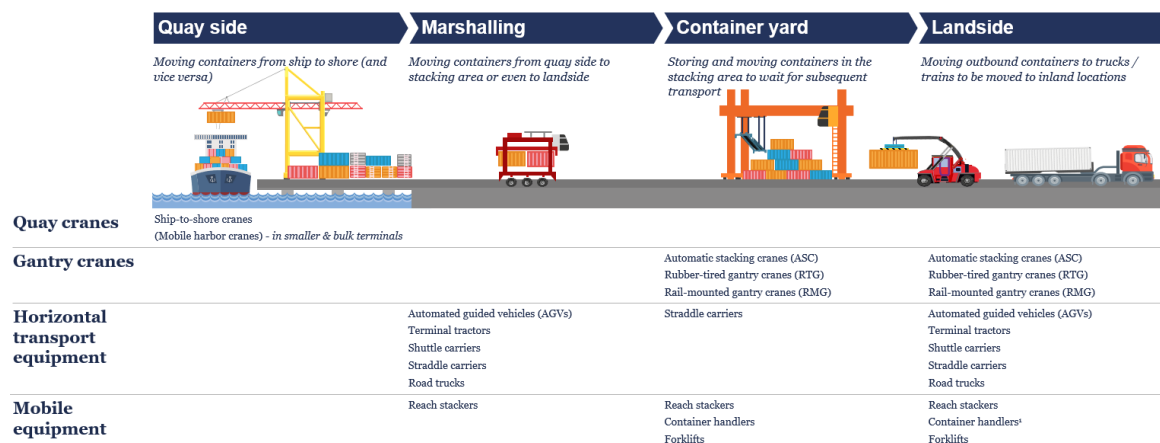 Quay side
Marshalling
Container yard
Landside
Moving containers from ship to shore (and
vice versa)
Moving containers from quay side to
stacking area or even to landside
Storing and moving containers in the
stacking area to wait for subsequent
transport
Moving outbound containers to trucks /
trains to be moved to inland locations
Quay cranes
Ship-to-shore cranes
(Mobile harbor cranes) - in smaller & bulk terminals
Gantry cranes
Automatic stacking cranes (ASC)
Rubber-tired gantry cranes (RTG)
Rail-mounted gantry cranes (RMG)
Automatic stacking cranes (ASC)
Rubber-tired gantry cranes (RTG)
Rail-mounted gantry cranes (RMG)
Horizontal
transport
equipment
Automated guided vehicles (AGVs)
Terminal tractors
Shuttle carriers
Straddle carriers
Road trucks
Straddle carriers
Automated guided vehicles (AGVs)
Terminal tractors
Shuttle carriers
Straddle carriers
Road trucks
Mobile
equipment
Reach stackers
Reach stackers
Container handlers
Forklifts
Reach stackers
Container handlers¹
Forklifts